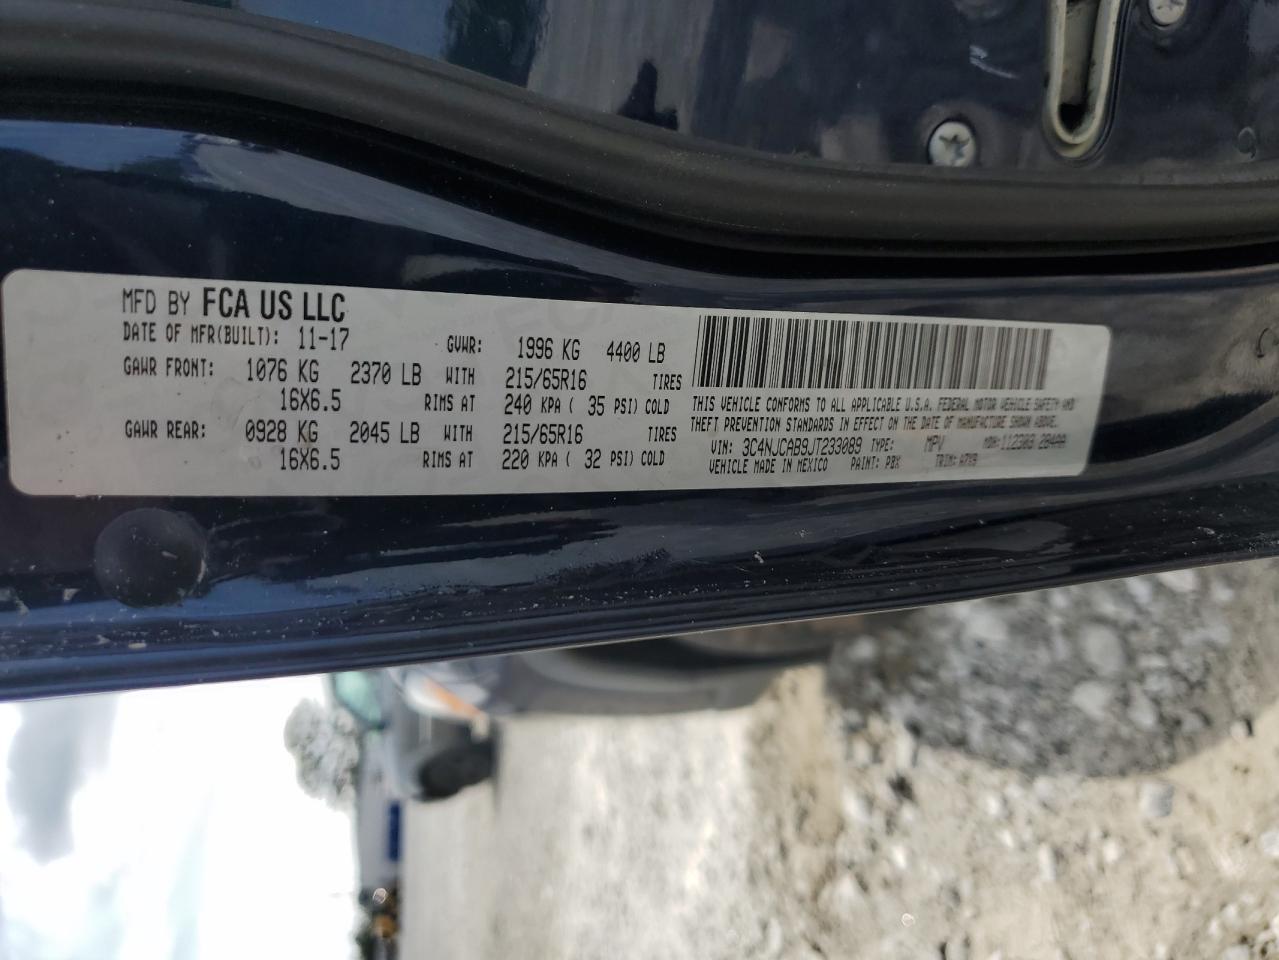 MFD BY FCA US LLC
DATE OF MFR(BUILT): 11-17 GVWR: 1996 KG 4400 LB
GAWR FRONT: 1076 KG 2370 LB WITH 215/65R16 TIRES
16X6.5 RIMS AT 240 KPA ( 35 PSI) COLD
GAWR REAR: 0928 KG 2045 LB WITH 215/65R16 TIRES
16X6.5 RIMS AT 220 KPA ( 32 PSI) COLD
THIS VEHICLE CONFORMS TO ALL APPLICABLE U.S.A. FEDERAL MOTOR VEHICLE SAFETY AND
THEFT PREVENTION STANDARDS IN EFFECT ON THE DATE OF MANUFACTURE SHOWN ABOVE.
VIN: 3C4NJCAB9JT233089 TYPE: MPV MDH:
VEHICLE MADE IN MEXICO PAINT: PBX TRIM: